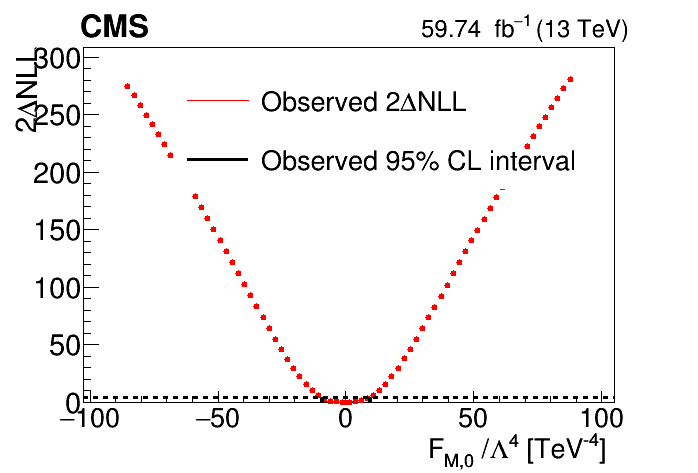 CMS
59.74 fb⁻¹ (13 TeV)
2ΔNLL
300
250
200
150
100
50
0
Observed 2ΔNLL
Observed 95% CL interval
−100 −50 0 50 100
F_M,0 /Λ⁴ [TeV⁻⁴]